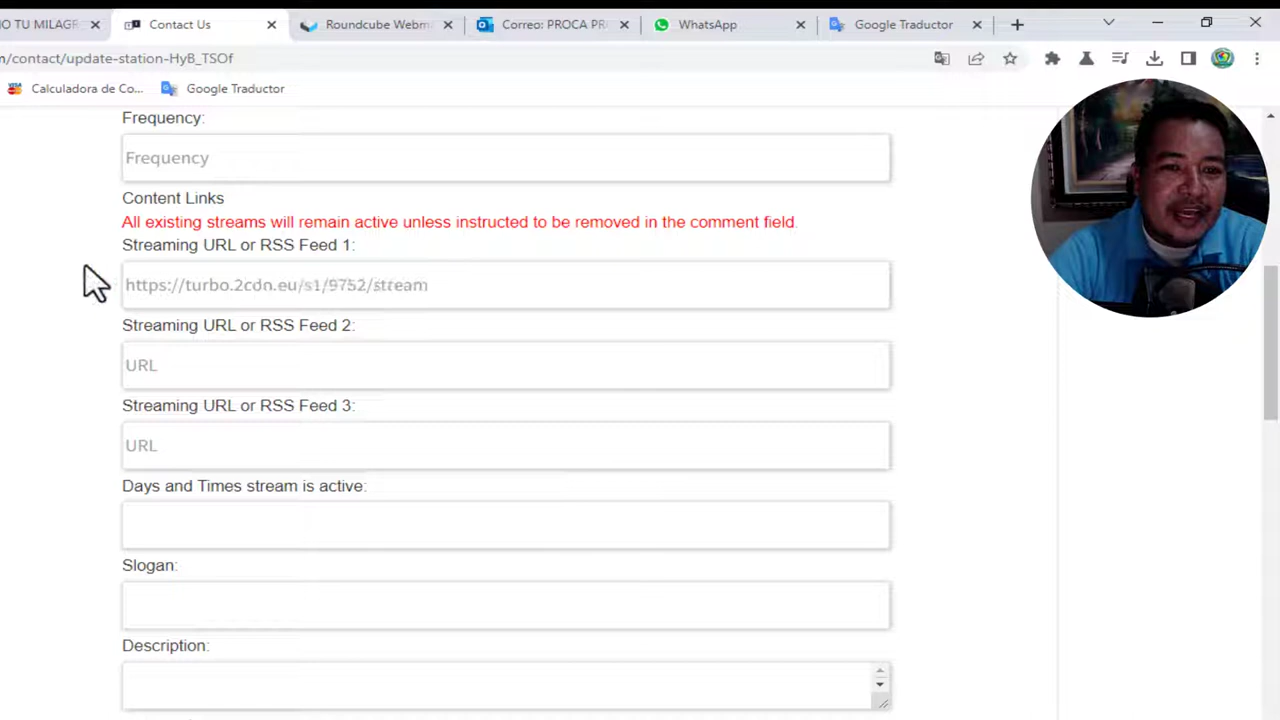 O TU MILAGR
Contact Us
Roundcube Webm
Correo: PROCA PR
WhatsApp
Google Traductor
m/contact/update-station-HyB_TSOf
Calculadora de Co...
Google Traductor
Frequency:
Frequency
Content Links
All existing streams will remain active unless instructed to be removed in the comment field.
Streaming URL or RSS Feed 1:
https://turbo.2cdn.eu/s1/9752/stream
Streaming URL or RSS Feed 2:
URL
Streaming URL or RSS Feed 3:
URL
Days and Times stream is active:
Slogan:
Description: